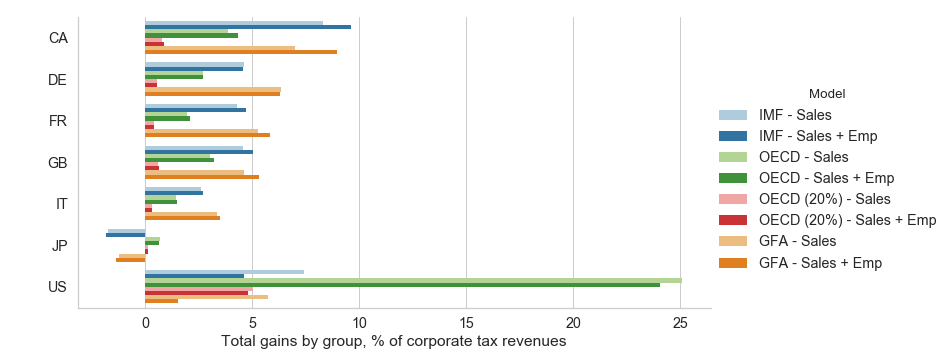 CA
DE
FR
GB
IT
JP
US
0 5 10 15 20 25
Total gains by group, % of corporate tax revenues
Model
IMF - Sales
IMF - Sales + Emp
OECD - Sales
OECD - Sales + Emp
OECD (20%) - Sales
OECD (20%) - Sales + Emp
GFA - Sales
GFA - Sales + Emp